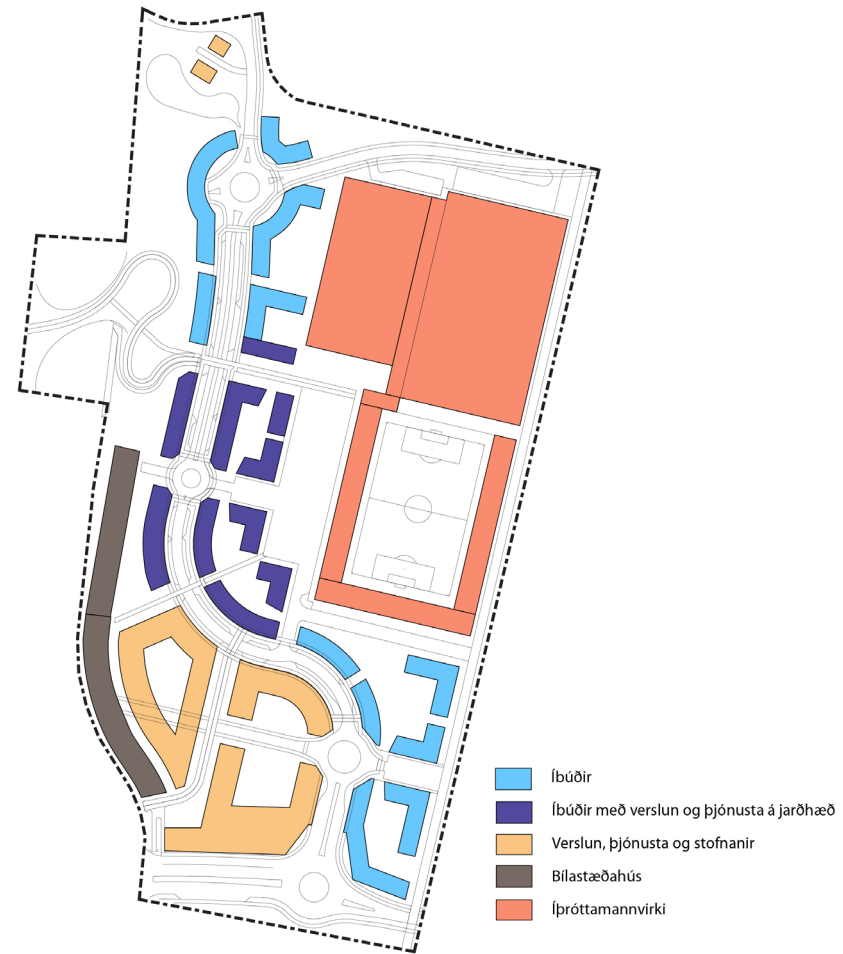 Íbúðir
Íbúðir með verslun og þjónusta á jarðhæð
Verslun, þjónusta og stofnanir
Bílastæðahús
Íþróttamannvirki